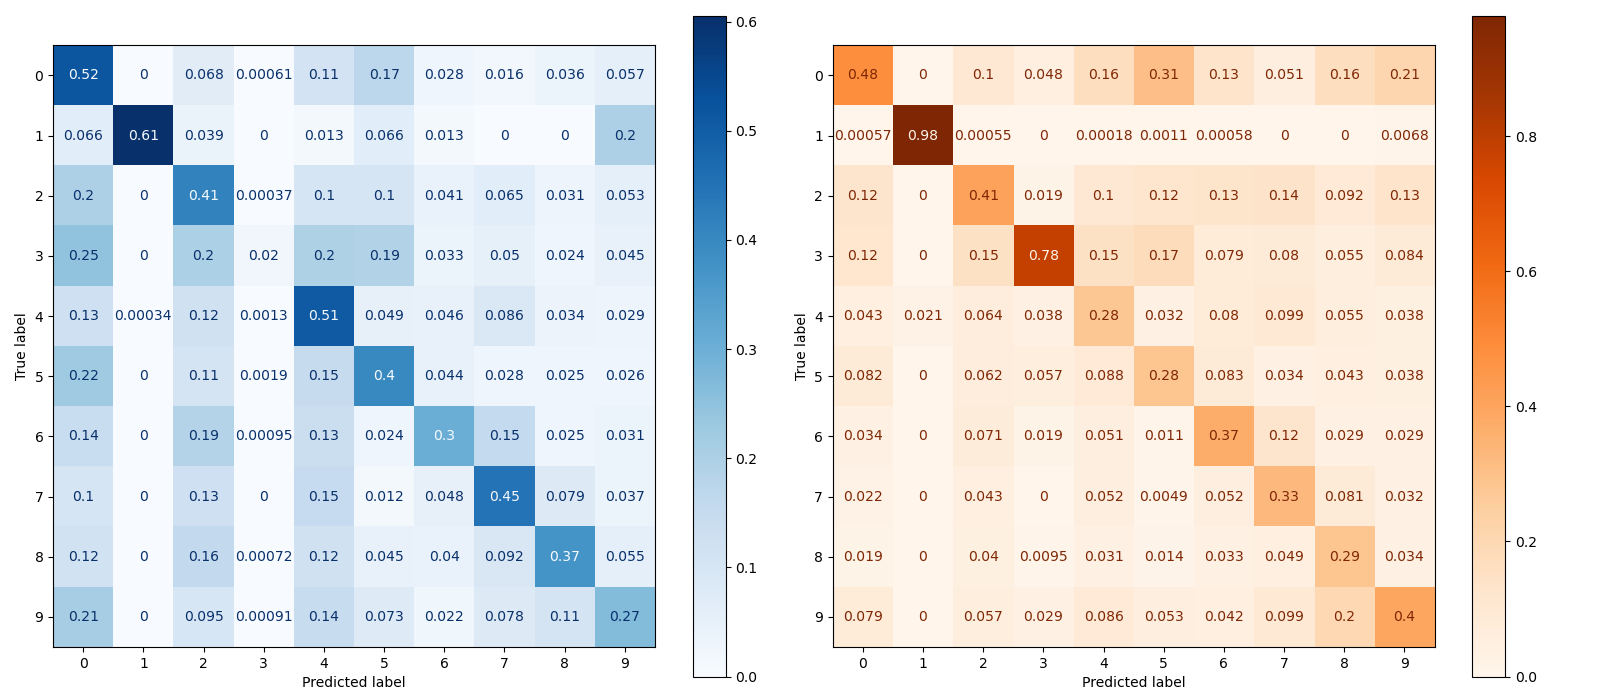 0 0.52 0 0.068 0.00061 0.11 0.17 0.028 0.016 0.036 0.057
1 0.066 0.61 0.039 0 0.013 0.066 0.013 0 0 0.2
2 0.2 0 0.41 0.00037 0.1 0.1 0.041 0.065 0.031 0.053
3 0.25 0 0.2 0.02 0.2 0.19 0.033 0.05 0.024 0.045
4 0.13 0.00034 0.12 0.0013 0.51 0.049 0.046 0.086 0.034 0.029
5 0.22 0 0.11 0.0019 0.15 0.4 0.044 0.028 0.025 0.026
6 0.14 0 0.19 0.00095 0.13 0.024 0.3 0.15 0.025 0.031
7 0.1 0 0.13 0 0.15 0.012 0.048 0.45 0.079 0.037
8 0.12 0 0.16 0.00072 0.12 0.045 0.04 0.092 0.37 0.055
9 0.21 0 0.095 0.00091 0.14 0.073 0.022 0.078 0.11 0.27
0 1 2 3 4 5 6 7 8 9
True label
Predicted label
0.6
0.5
0.4
0.3
0.2
0.1
0.0
0 0.48 0 0.1 0.048 0.16 0.31 0.13 0.051 0.16 0.21
1 0.00057 0.98 0.00055 0 0.00018 0.0011 0.00058 0 0 0.0068
2 0.12 0 0.41 0.019 0.1 0.12 0.13 0.14 0.092 0.13
3 0.12 0 0.15 0.78 0.15 0.17 0.079 0.08 0.055 0.084
4 0.043 0.021 0.064 0.038 0.28 0.032 0.08 0.099 0.055 0.038
5 0.082 0 0.062 0.057 0.088 0.28 0.083 0.034 0.043 0.038
6 0.034 0 0.071 0.019 0.051 0.011 0.37 0.12 0.029 0.029
7 0.022 0 0.043 0 0.052 0.0049 0.052 0.33 0.081 0.032
8 0.019 0 0.04 0.0095 0.031 0.014 0.033 0.049 0.29 0.034
9 0.079 0 0.057 0.029 0.086 0.053 0.042 0.099 0.2 0.4
0 1 2 3 4 5 6 7 8 9
True label
Predicted label
0.8
0.6
0.4
0.2
0.0